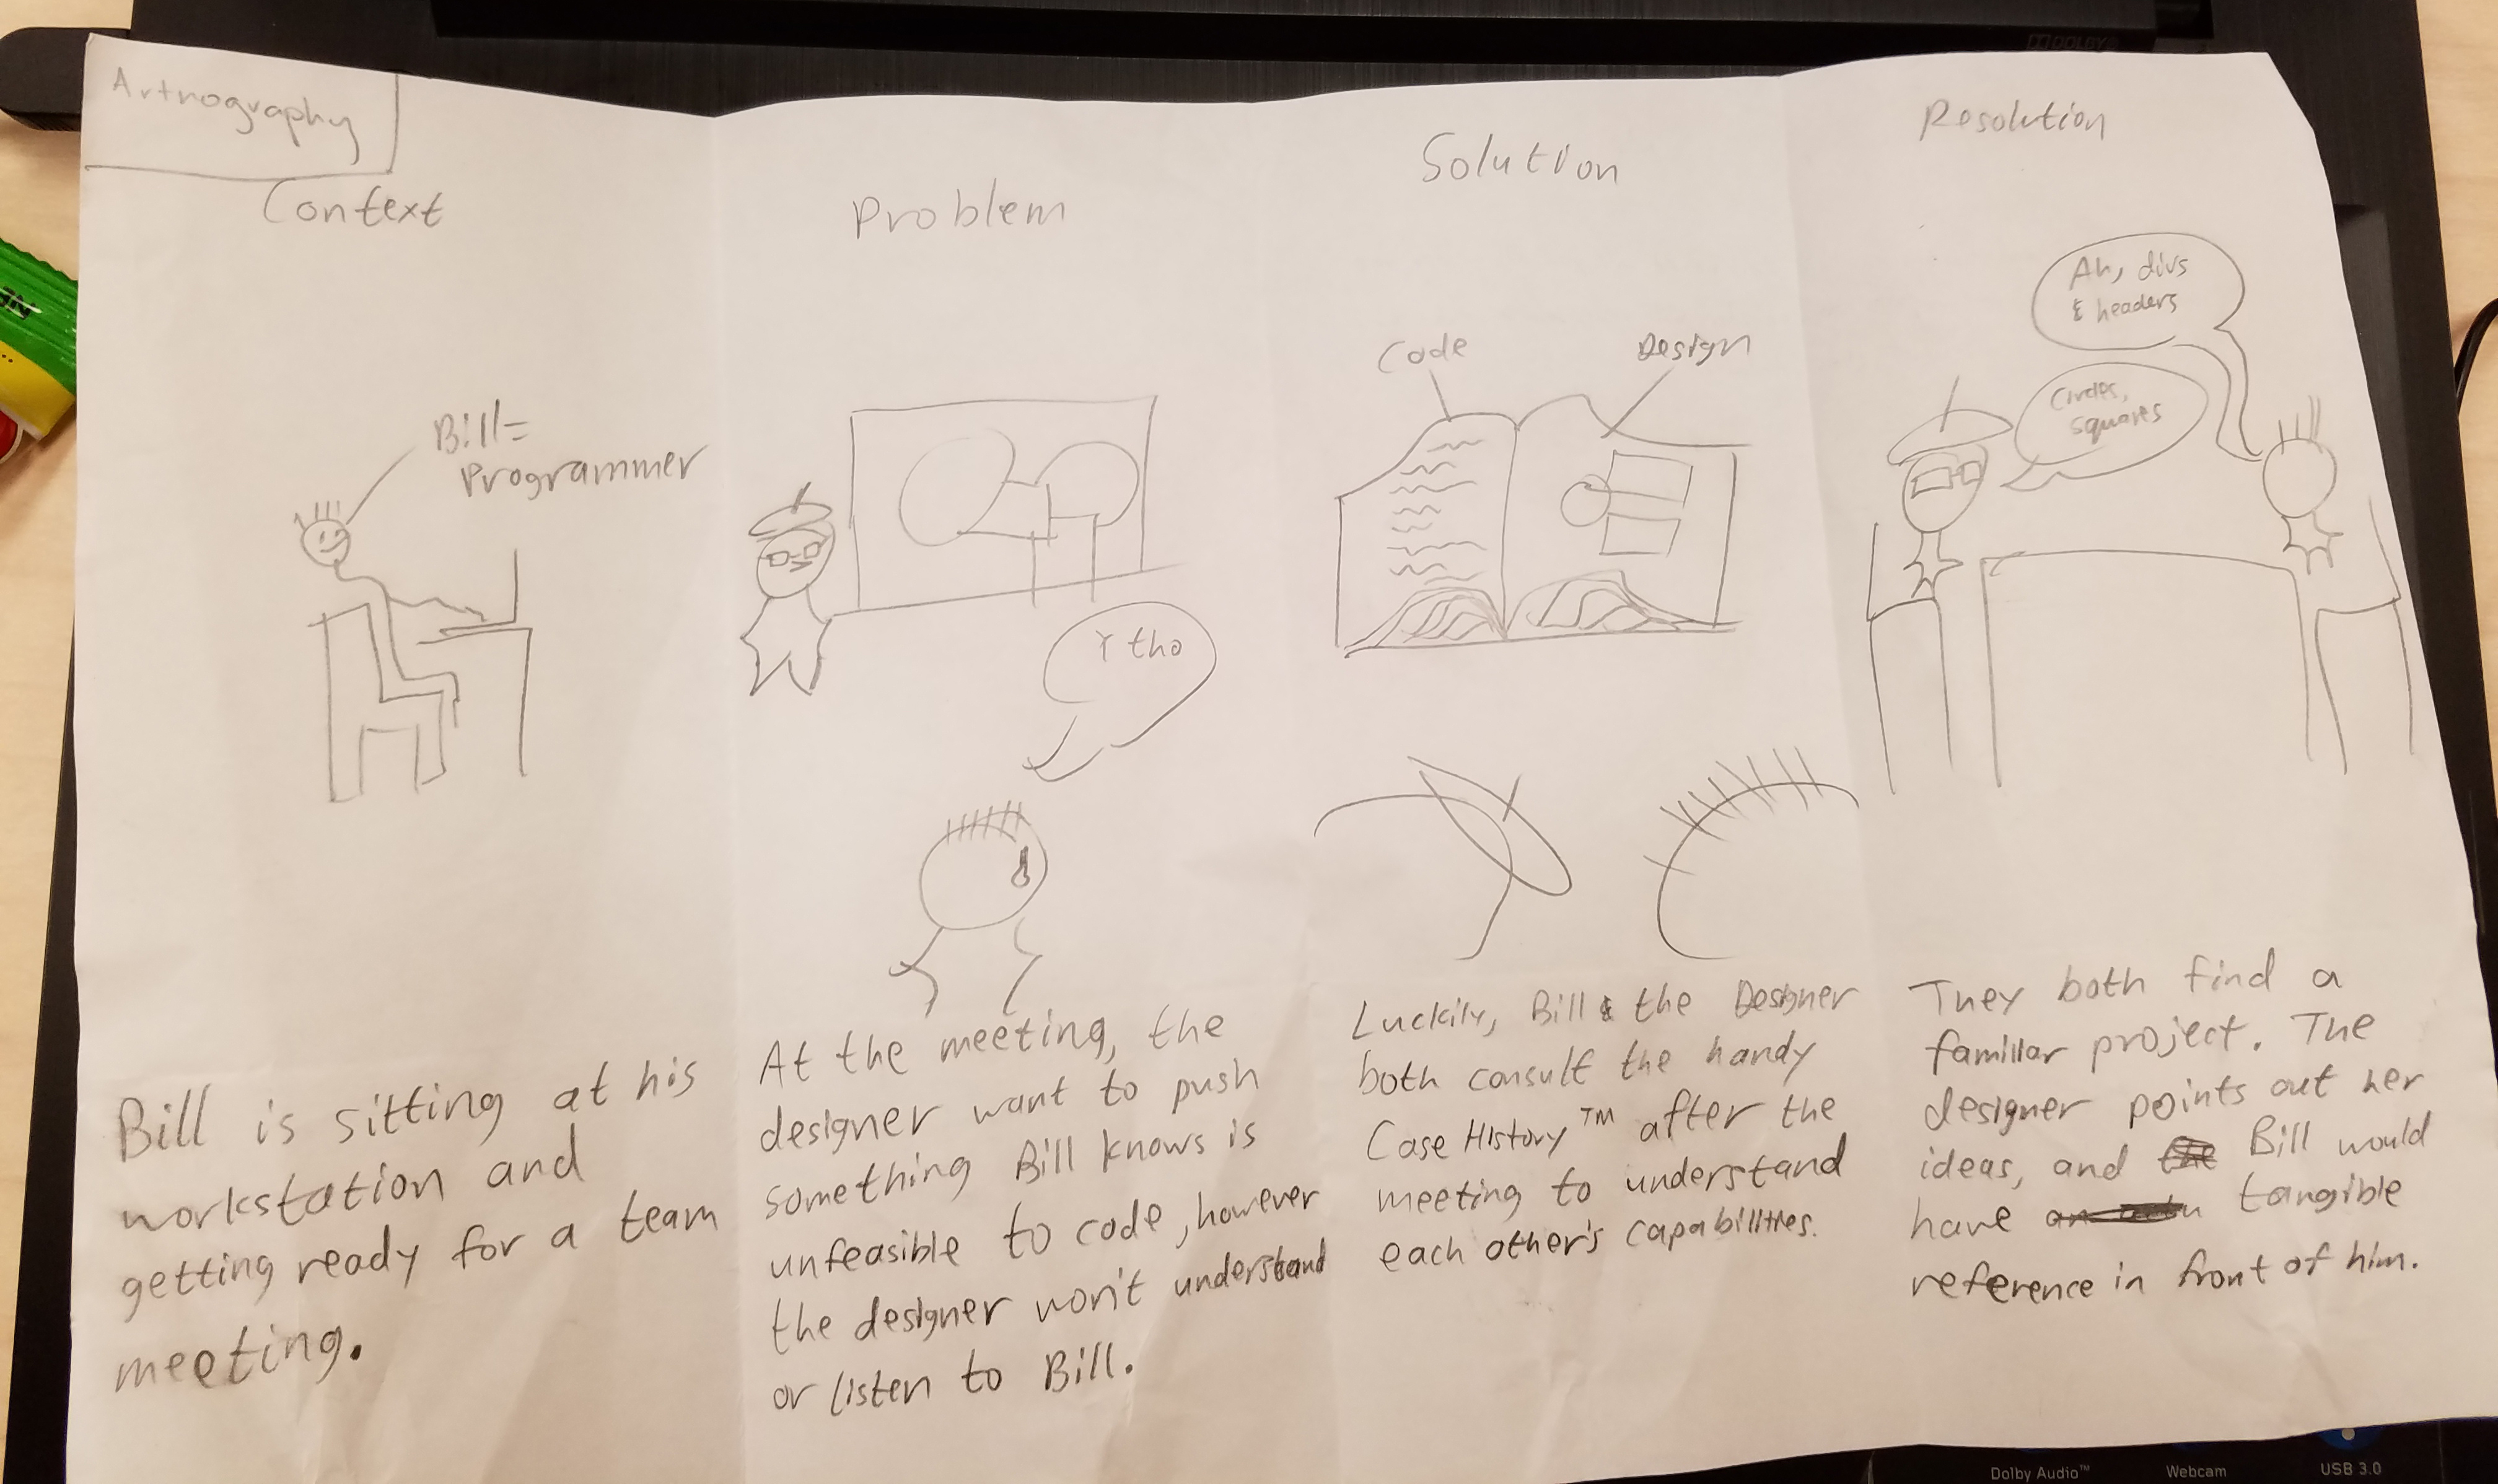 Artnography
Context
Bill=
Programmer
Bill is sitting at his
workstation and
getting ready for a team
meeting.
Problem
Y tho
At the meeting, the
designer want to push
something Bill knows is
unfeasible to code, however
the designer won't understand
or listen to Bill.
Solution
Code
Design
Luckily, Bill & the Designer
both consult the handy
Case History™ after the
meeting to understand
each other's capabilities.
Resolution
Ah, divs
& headers
Circles,
squares
They both find a
familiar project. The
designer points out her
ideas, and Bill would
have tangible
reference in front of him.
DOLBY
Dolby Audio™
Webcam
USB 3.0